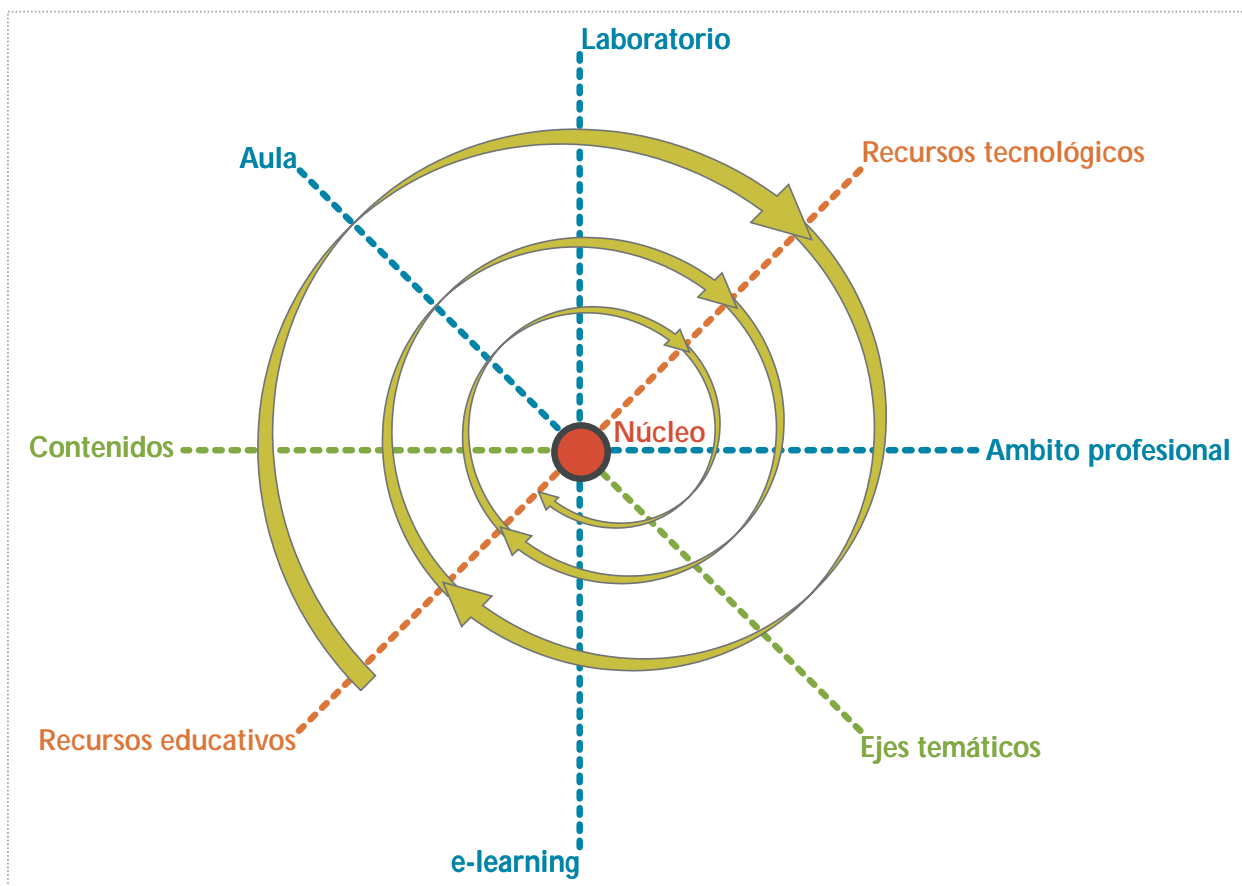 Laboratorio
Aula
Recursos tecnológicos
Núcleo
Contenidos
Ambito profesional
Recursos educativos
Ejes temáticos
e-learning